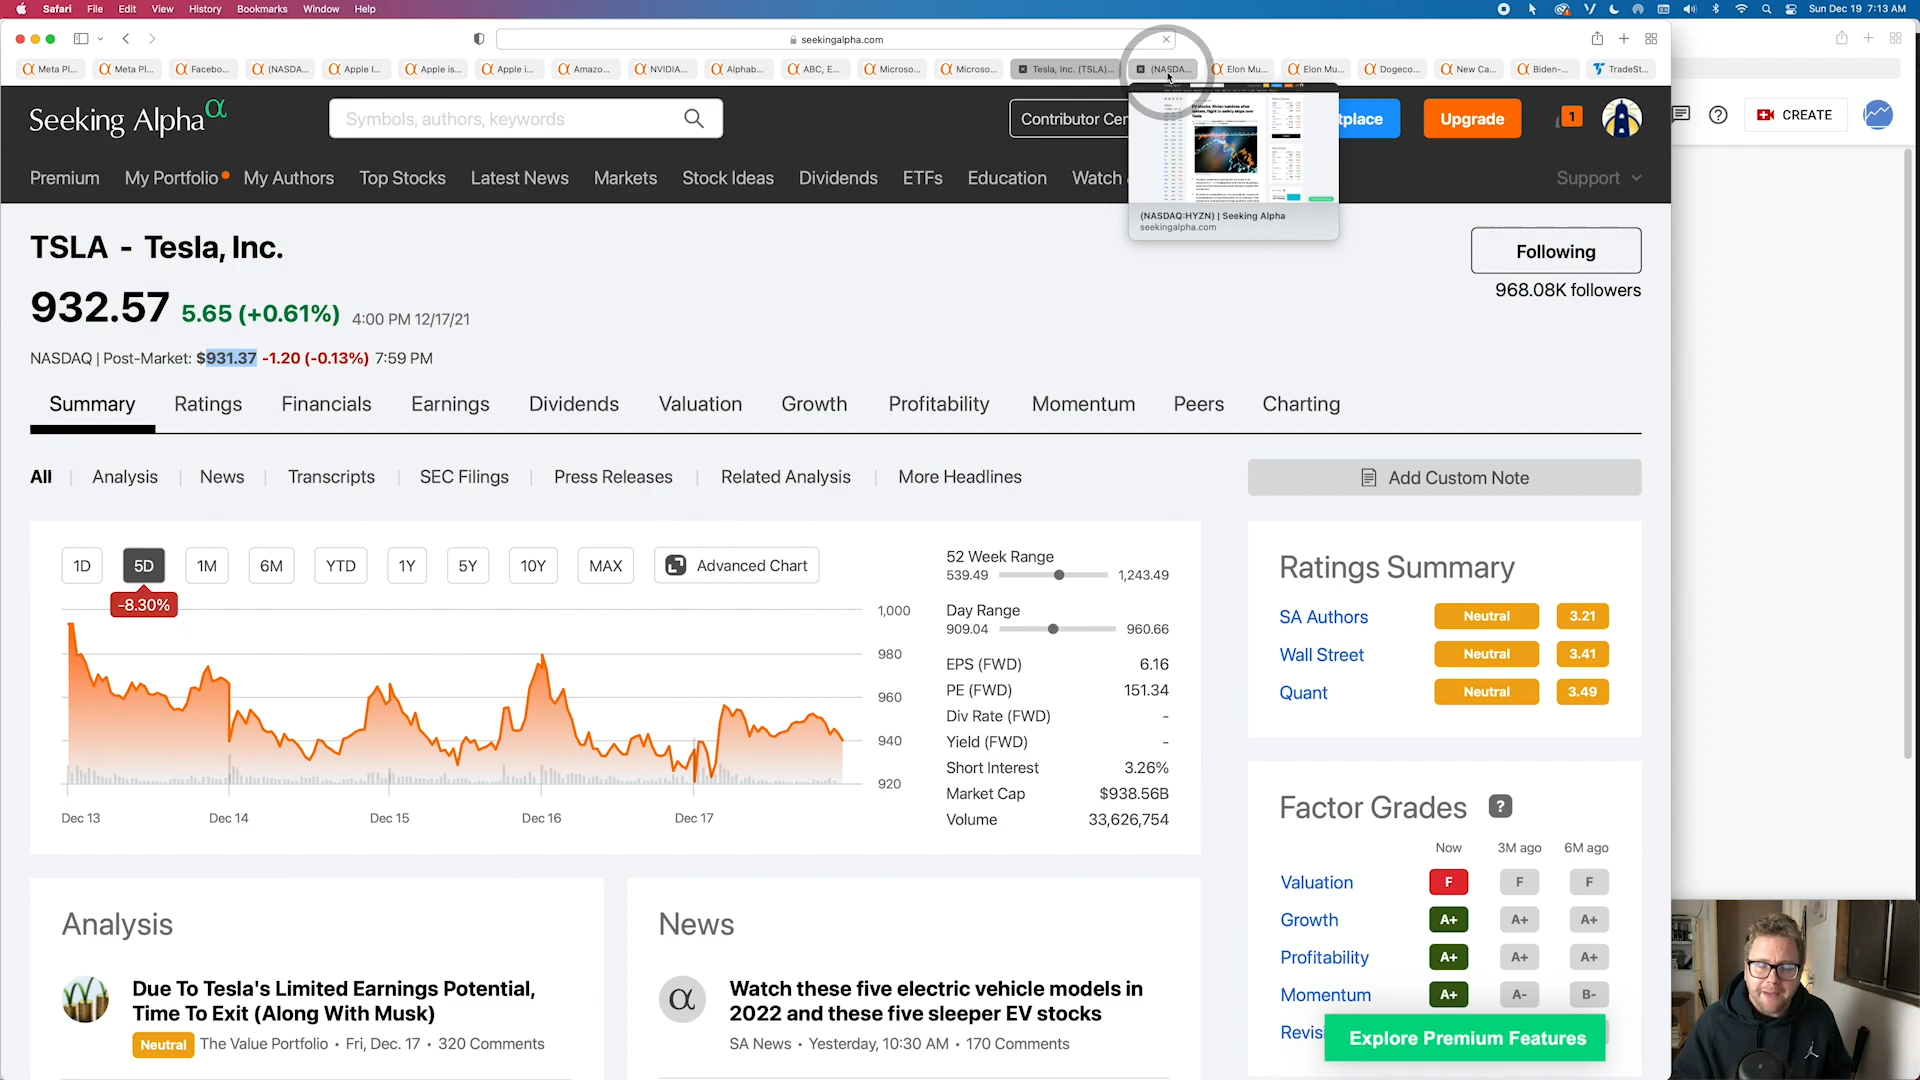 Safari File Edit View History Bookmarks Window Help
Sun Dec 19 7:13 AM
seekingalpha.com
Meta Pl... Meta Pl... Facebo... (NASDA... Apple I... Apple is... Apple i... Amazo... NVIDIA... Alphab... ABC, E... Microso... Microso... Tesla, Inc. (TSLA)... (NASDA... Elon Mu... Elon Mu... Dogeco... New Ca... Biden-... TradeSt...
Seeking Alpha α
Symbols, authors, keywords
Contributor Cen
place
Upgrade
1
CREATE
Premium My Portfolio My Authors Top Stocks Latest News Markets Stock Ideas Dividends ETFs Education Watch
Support
(NASDAQ:HYZN) | Seeking Alpha
seekingalpha.com
TSLA - Tesla, Inc.
Following
968.08K followers
932.57 5.65 (+0.61%) 4:00 PM 12/17/21
NASDAQ | Post-Market: $931.37 -1.20 (-0.13%) 7:59 PM
Summary Ratings Financials Earnings Dividends Valuation Growth Profitability Momentum Peers Charting
All | Analysis | News | Transcripts | SEC Filings | Press Releases | Related Analysis | More Headlines
Add Custom Note
1D 5D 1M 6M YTD 1Y 5Y 10Y MAX Advanced Chart
-8.30%
1,000
980
960
940
920
Dec 13 Dec 14 Dec 15 Dec 16 Dec 17
52 Week Range
539.49 1,243.49
Day Range
909.04 960.66
EPS (FWD) 6.16
PE (FWD) 151.34
Div Rate (FWD) -
Yield (FWD) -
Short Interest 3.26%
Market Cap $938.56B
Volume 33,626,754
Ratings Summary
SA Authors Neutral 3.21
Wall Street Neutral 3.41
Quant Neutral 3.49
Factor Grades ?
Now 3M ago 6M ago
Valuation F F F
Growth A+ A+ A+
Profitability A+ A+ A+
Momentum A+ A- B-
Revisi
Explore Premium Features
Analysis
Due To Tesla's Limited Earnings Potential,
Time To Exit (Along With Musk)
Neutral The Value Portfolio • Fri, Dec. 17 • 320 Comments
News
α
Watch these five electric vehicle models in
2022 and these five sleeper EV stocks
SA News • Yesterday, 10:30 AM • 170 Comments